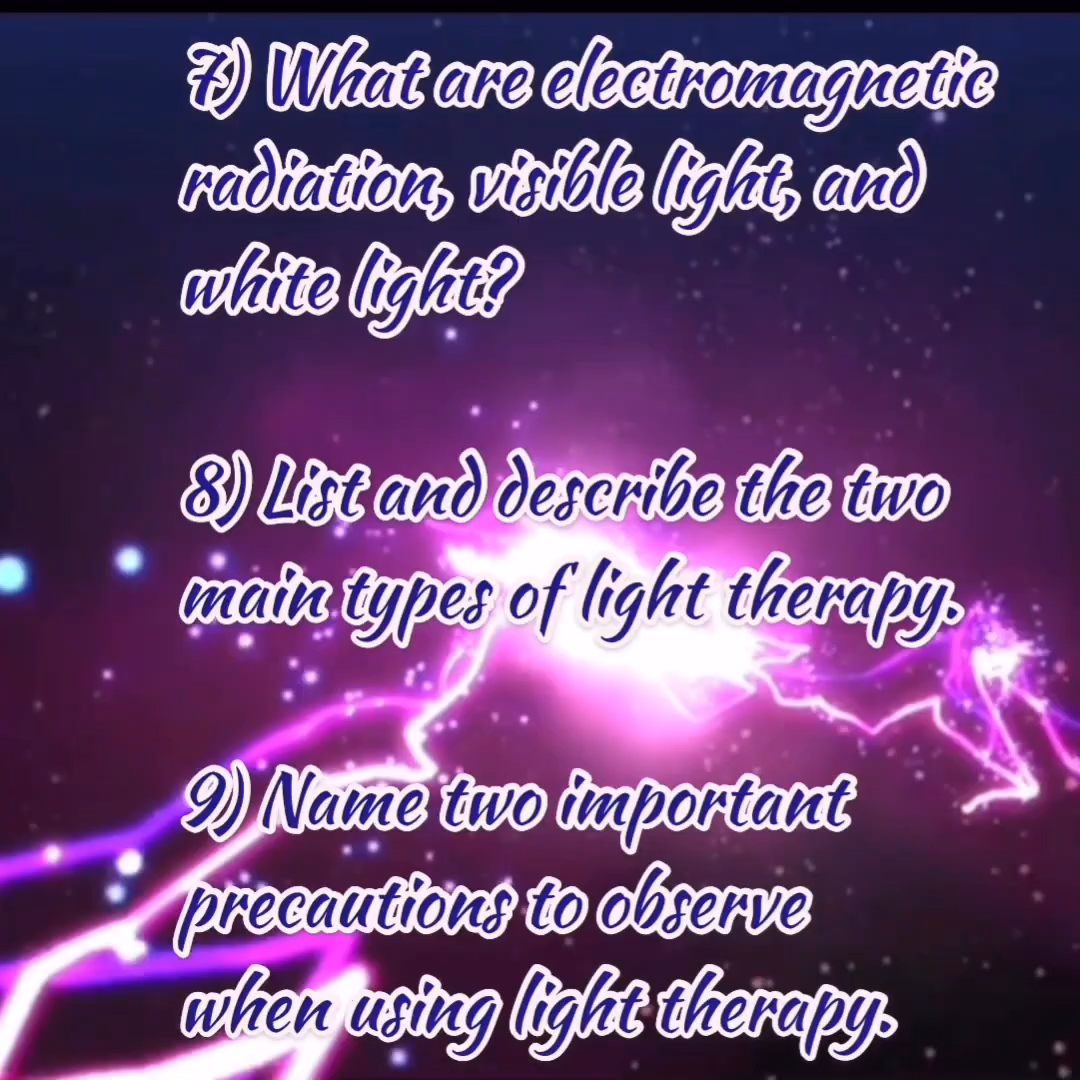 7) What are electromagnetic
radiation, visible light, and
white light?
8) List and describe the two
main types of light therapy.
9) Name two important
precautions to observe
when using light therapy.